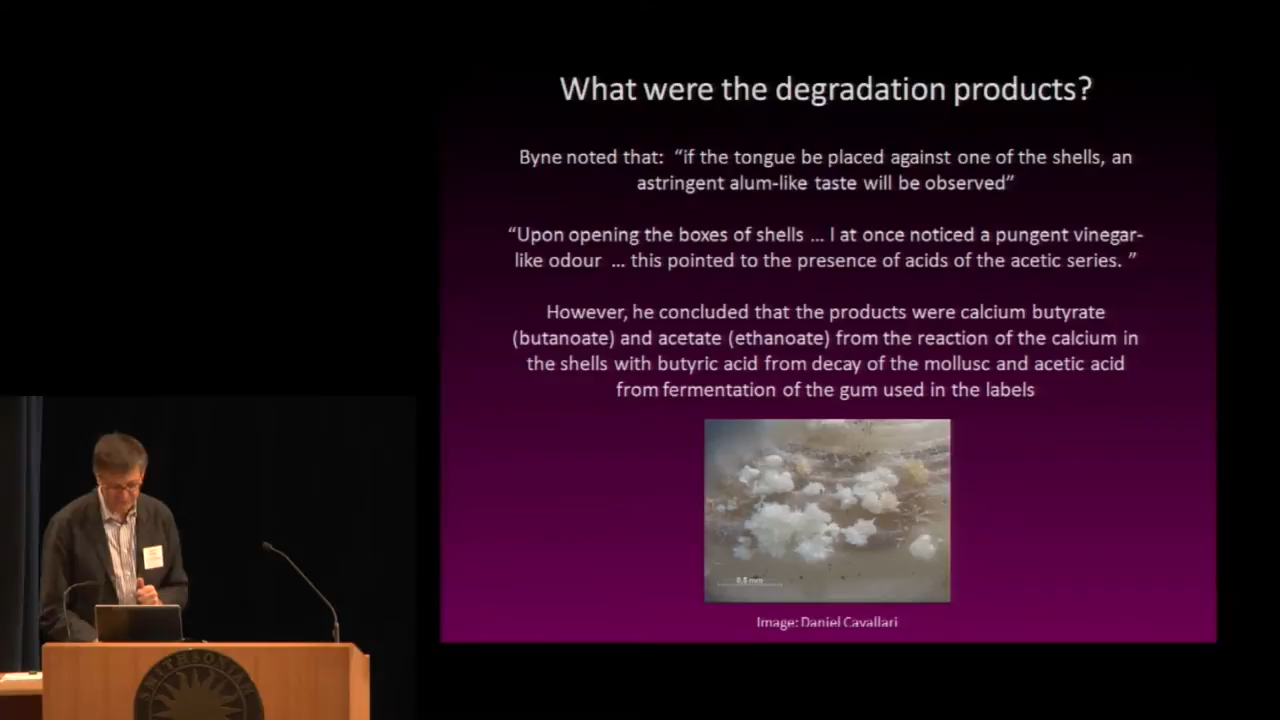 What were the degradation products?
Byne noted that: “if the tongue be placed against one of the shells, an
astringent alum-like taste will be observed”
“Upon opening the boxes of shells ... I at once noticed a pungent vinegar-
like odour ... this pointed to the presence of acids of the acetic series. ”
However, he concluded that the products were calcium butyrate
(butanoate) and acetate (ethanoate) from the reaction of the calcium in
the shells with butyric acid from decay of the mollusc and acetic acid
from fermentation of the gum used in the labels
0.5 mm
Image: Daniel Cavallari
SMITHSONIAN